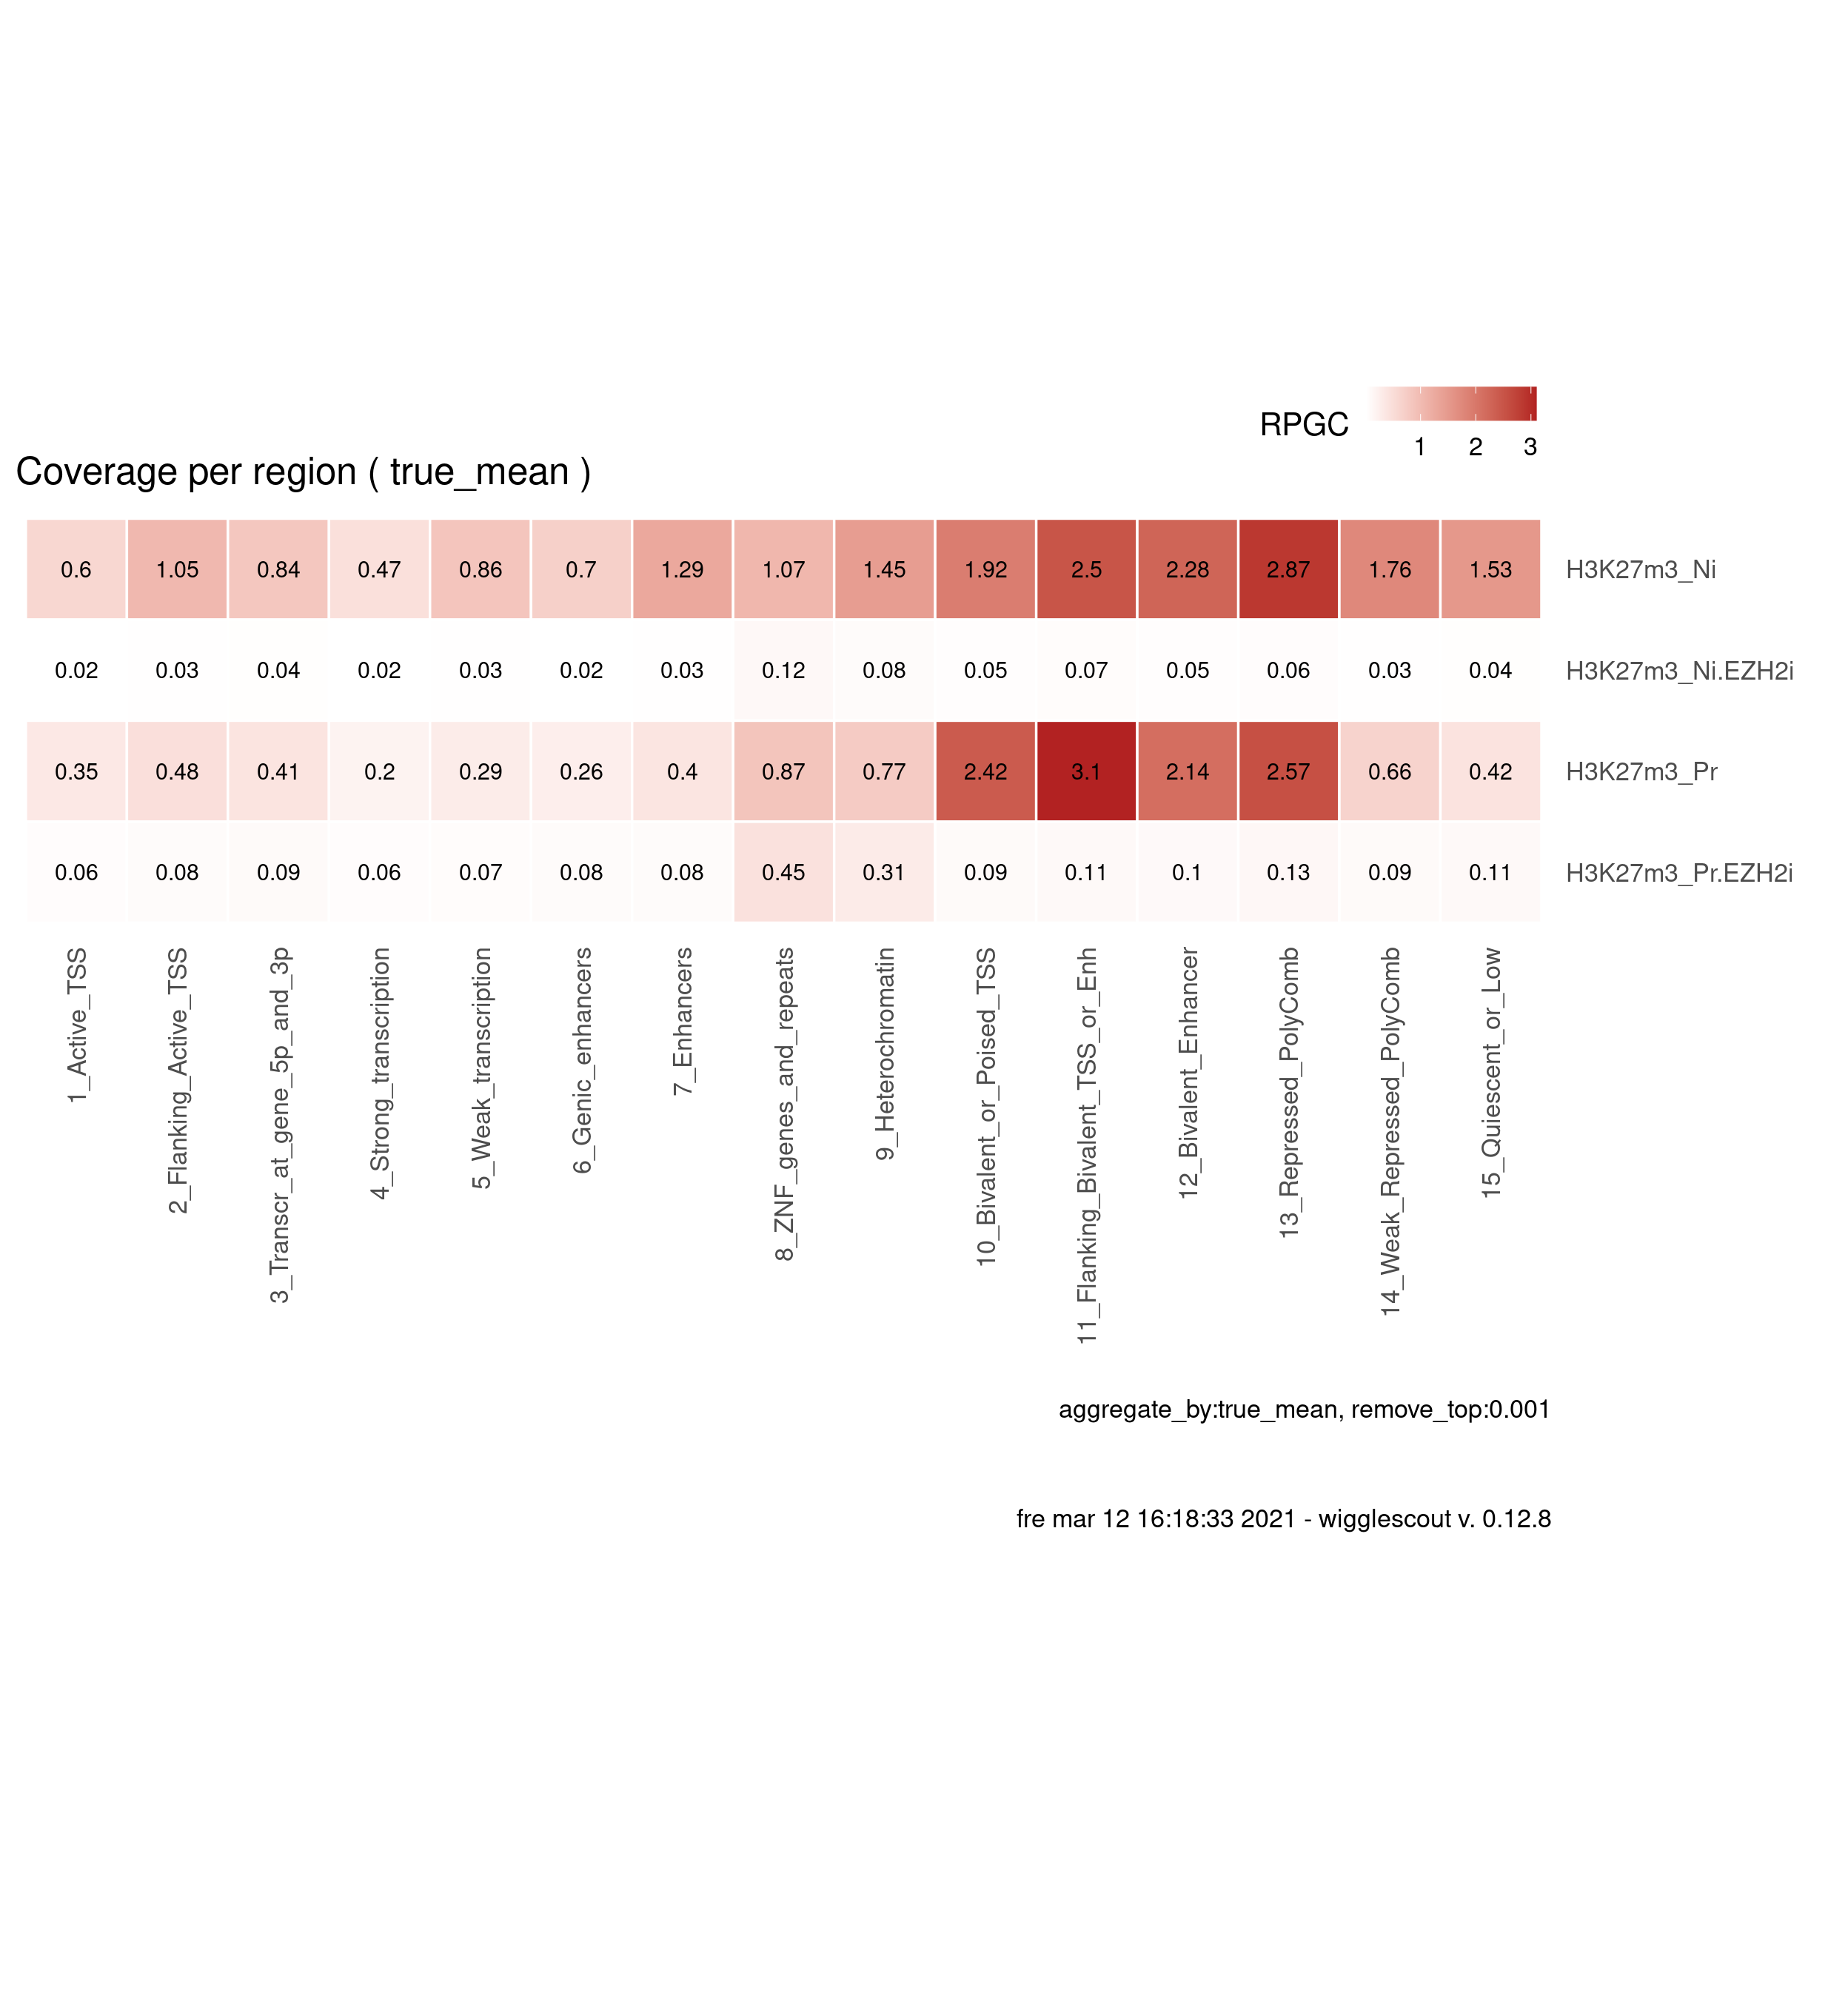 RPGC
1 2 3
Coverage per region ( true_mean )
0.6 1.05 0.84 0.47 0.86 0.7 1.29 1.07 1.45 1.92 2.5 2.28 2.87 1.76 1.53 H3K27m3_Ni
0.02 0.03 0.04 0.02 0.03 0.02 0.03 0.12 0.08 0.05 0.07 0.05 0.06 0.03 0.04 H3K27m3_Ni.EZH2i
0.35 0.48 0.41 0.2 0.29 0.26 0.4 0.87 0.77 2.42 3.1 2.14 2.57 0.66 0.42 H3K27m3_Pr
0.06 0.08 0.09 0.06 0.07 0.08 0.08 0.45 0.31 0.09 0.11 0.1 0.13 0.09 0.11 H3K27m3_Pr.EZH2i
1_Active_TSS
2_Flanking_Active_TSS
3_Transcr_at_gene_5p_and_3p
4_Strong_transcription
5_Weak_transcription
6_Genic_enhancers
7_Enhancers
8_ZNF_genes_and_repeats
9_Heterochromatin
10_Bivalent_or_Poised_TSS
11_Flanking_Bivalent_TSS_or_Enh
12_Bivalent_Enhancer
13_Repressed_PolyComb
14_Weak_Repressed_PolyComb
15_Quiescent_or_Low
aggregate_by:true_mean, remove_top:0.001
fre mar 12 16:18:33 2021 - wigglescout v. 0.12.8